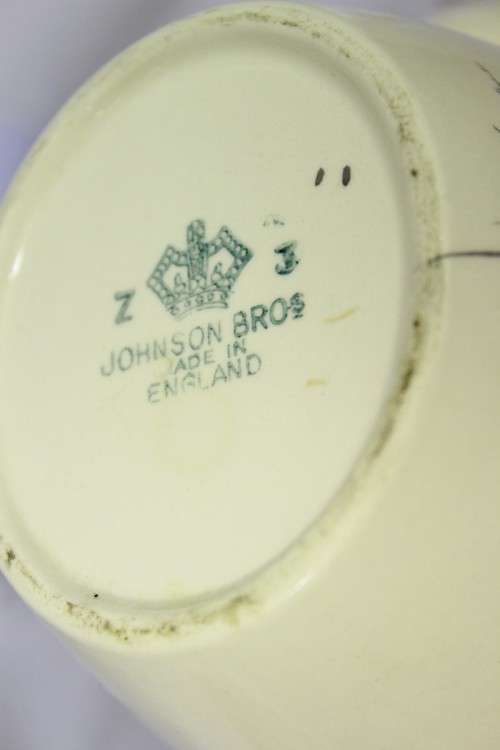 Z 3
JOHNSON BROS
MADE IN
ENGLAND